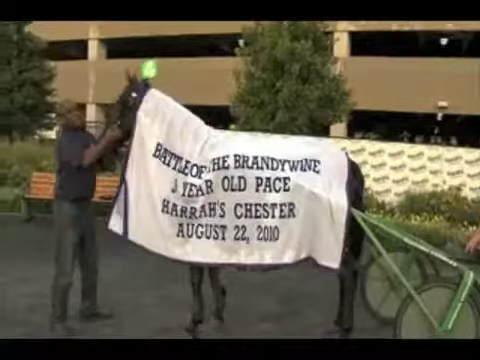 BATTLE OF THE BRANDYWINE
3 YEAR OLD PACE
HARRAH'S CHESTER
AUGUST 22, 2010